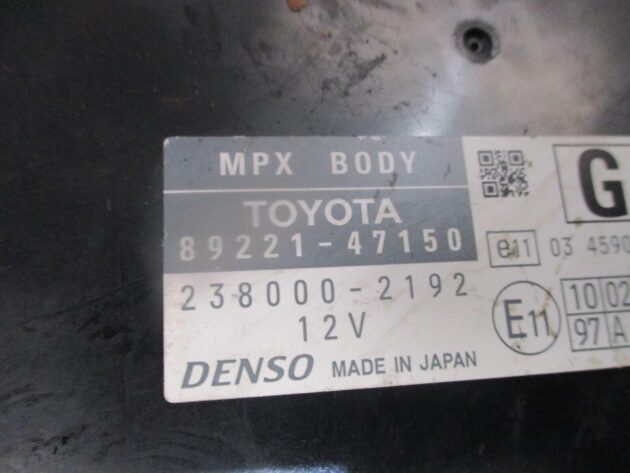 MPX BODY
TOYOTA
89221-47150
238000-2192
12V
DENSO MADE IN JAPAN
G
e11 03 4590
E11
10 02
97 A